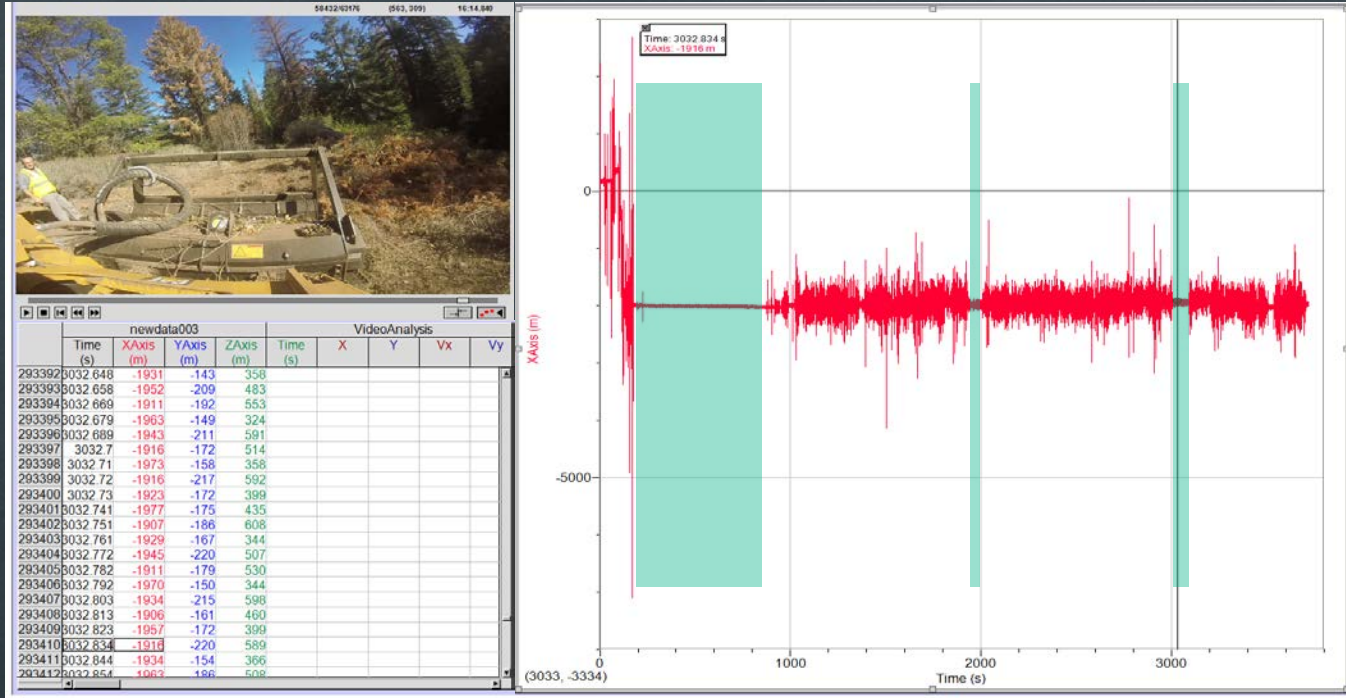 58432/63176 (563, 309) 16:14.840
newdata003 VideoAnalysis
Time XAxis YAxis ZAxis Time X Y Vx Vy
(s) (m) (m) (m) (s)
293392 3032.648 -1931 -143 358
293393 3032.658 -1952 -209 483
293394 3032.669 -1911 -192 553
293395 3032.679 -1963 -149 324
293396 3032.689 -1943 -211 591
293397 3032.7 -1916 -172 514
293398 3032.71 -1973 -158 358
293399 3032.72 -1916 -217 592
293400 3032.73 -1923 -172 399
293401 3032.741 -1977 -175 435
293402 3032.751 -1907 -186 608
293403 3032.761 -1929 -167 344
293404 3032.772 -1945 -220 507
293405 3032.782 -1911 -179 530
293406 3032.792 -1970 -150 344
293407 3032.803 -1934 -215 598
293408 3032.813 -1906 -161 460
293409 3032.823 -1957 -172 399
293410 3032.834 -1916 -220 589
293411 3032.844 -1934 -154 366
293412 3032.854 -1963 186 508
Time: 3032.834 s
XAxis: -1916 m
0
XAxis (m)
-5000
0 1000 2000 3000
(3033, -3334) Time (s)